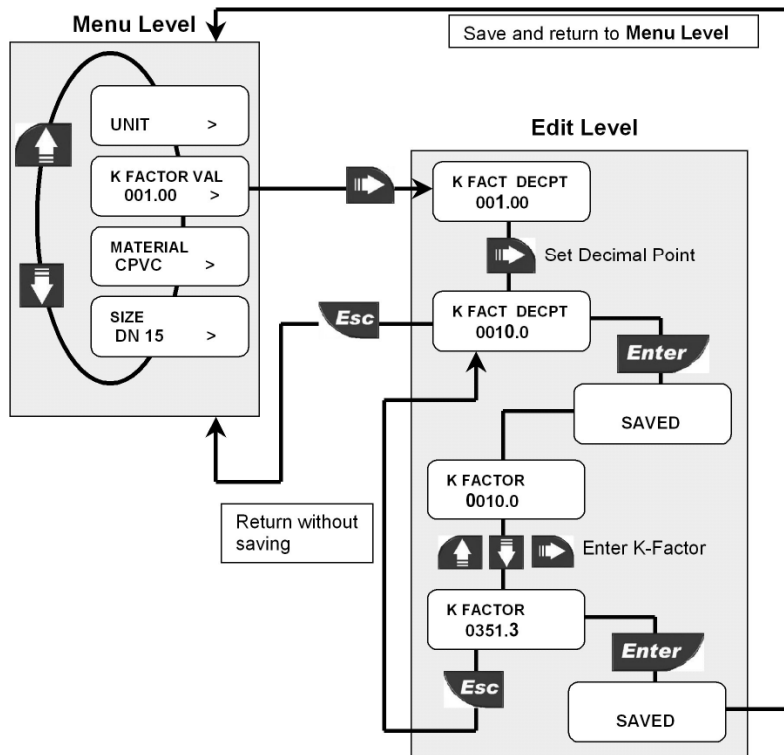 Menu Level
Save and return to Menu Level
UNIT >
K FACTOR VAL
001.00 >
MATERIAL
CPVC >
SIZE
DN 15 >
Edit Level
K FACT DECPT
001.00
Set Decimal Point
K FACT DECPT
0010.0
Esc
Enter
SAVED
K FACTOR
0010.0
Return without
saving
Enter K-Factor
K FACTOR
0351.3
Enter
Esc
SAVED